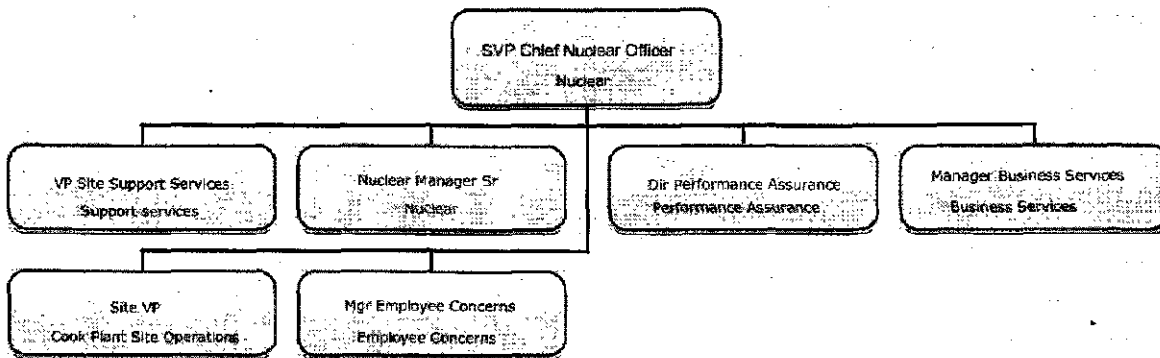 SVP Chief Nuclear Officer
Nuclear
VP Site Support Services
Support services
Nuclear Manager Sr
Nuclear
Dir Performance Assurance
Performance Assurance
Manager Business Services
Business Services
Site VP
Cook Plant Site Operations
Mgr Employee Concerns
Employee Concerns